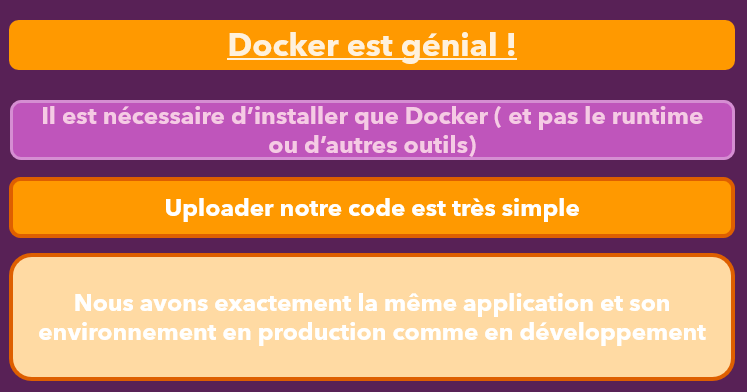 Docker est génial !
Il est nécessaire d’installer que Docker ( et pas le runtime
ou d’autres outils)
Uploader notre code est très simple
Nous avons exactement la même application et son
environnement en production comme en développement